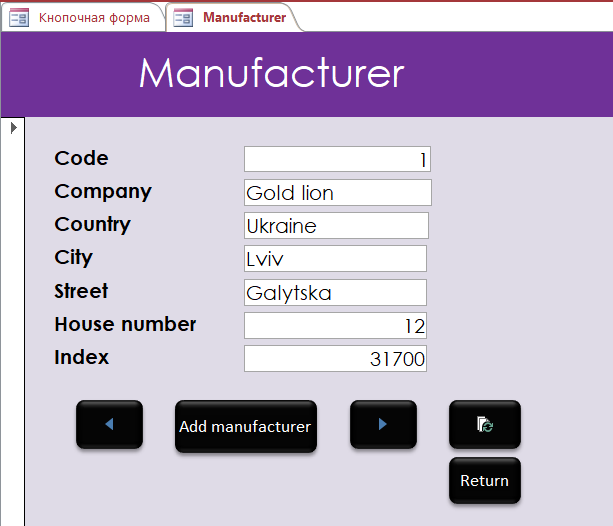 Кнопочная форма Manufacturer
Manufacturer
Code 1
Company Gold lion
Country Ukraine
City Lviv
Street Galytska
House number 12
Index 31700
Add manufacturer
Return